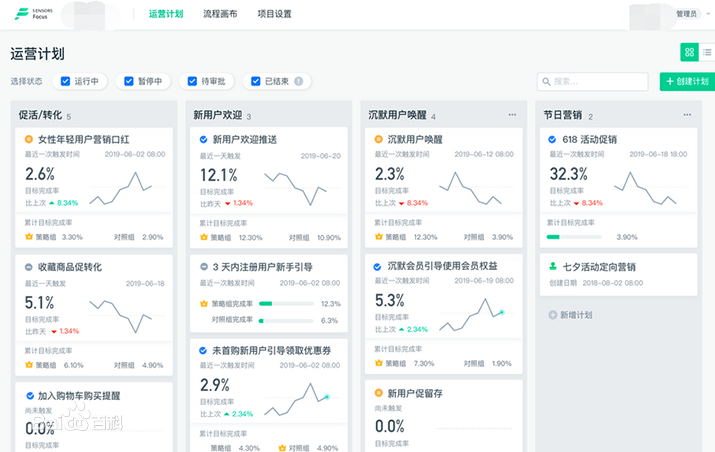 SENSORS
Focus
运营计划
流程画布
项目设置
管理员
运营计划
选择状态
运行中
暂停中
待审批
已结束
搜索...
+ 创建计划
促活/转化 5
女性年轻用户营销口红
最近一次触发时间 2019-06-02 08:00
2.6%
目标完成率
比上次 8.34%
累计目标完成率
策略组 3.30% 对照组 2.90%
收藏商品促转化
最近一天触发 2019-06-18
5.1%
目标完成率
比昨天 1.34%
累计目标完成率
策略组 6.10% 对照组 4.90%
加入购物车购买提醒
尚未触发
0.0%
目标完成率
Bai百科
新用户欢迎 3
新用户欢迎推送
最近一天触发 2019-06-20
12.1%
目标完成率
比昨天 1.34%
累计目标完成率
策略组 12.30% 对照组 10.90%
3 天内注册用户新手引导
最近一次触发时间 2019-06-02 08:00
策略组完成率 12.3%
对照组完成率 6.3%
未首购新用户引导领取优惠券
最近一次触发时间 2019-06-02 08:00
2.9%
目标完成率
比上次 2.34%
累计目标完成率
策略组 4.30% 对照组 4.90%
沉默用户唤醒 4
沉默用户唤醒
最近一次触发时间 2019-06-12 08:00
2.3%
目标完成率
比上次 8.34%
累计目标完成率
策略组 12.30% 对照组 3.90%
沉默会员引导使用会员权益
最近一次触发时间 2019-06-19 08:00
5.3%
目标完成率
比上次 2.34%
累计目标完成率
策略组 7.30% 对照组 1.90%
新用户促留存
尚未触发
0.0%
目标完成率
节日营销 2
618 活动促销
最近一次触发时间 2019-06-18 18:00
32.3%
目标完成率
比上次 8.34%
累计目标完成率
3.90%
七夕活动定向营销
创建日期 2018-08-02 08:00
新增计划